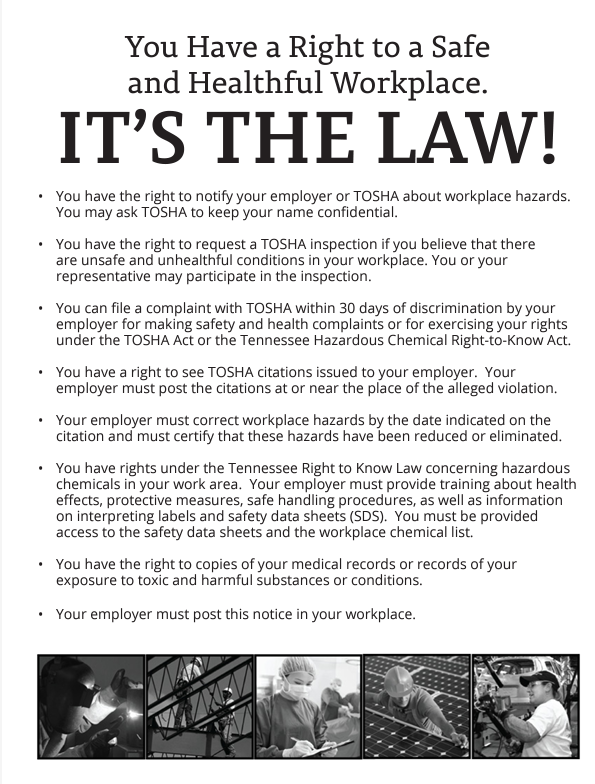 You Have a Right to a Safe
and Healthful Workplace.
IT'S THE LAW!
• You have the right to notify your employer or TOSHA about workplace hazards.
You may ask TOSHA to keep your name confidential.
• You have the right to request a TOSHA inspection if you believe that there
are unsafe and unhealthful conditions in your workplace. You or your
representative may participate in the inspection.
• You can file a complaint with TOSHA within 30 days of discrimination by your
employer for making safety and health complaints or for exercising your rights
under the TOSHA Act or the Tennessee Hazardous Chemical Right-to-Know Act.
• You have a right to see TOSHA citations issued to your employer.  Your
employer must post the citations at or near the place of the alleged violation.
• Your employer must correct workplace hazards by the date indicated on the
citation and must certify that these hazards have been reduced or eliminated.
• You have rights under the Tennessee Right to Know Law concerning hazardous
chemicals in your work area.  Your employer must provide training about health
effects, protective measures, safe handling procedures, as well as information
on interpreting labels and safety data sheets (SDS).  You must be provided
access to the safety data sheets and the workplace chemical list.
• You have the right to copies of your medical records or records of your
exposure to toxic and harmful substances or conditions.
• Your employer must post this notice in your workplace.